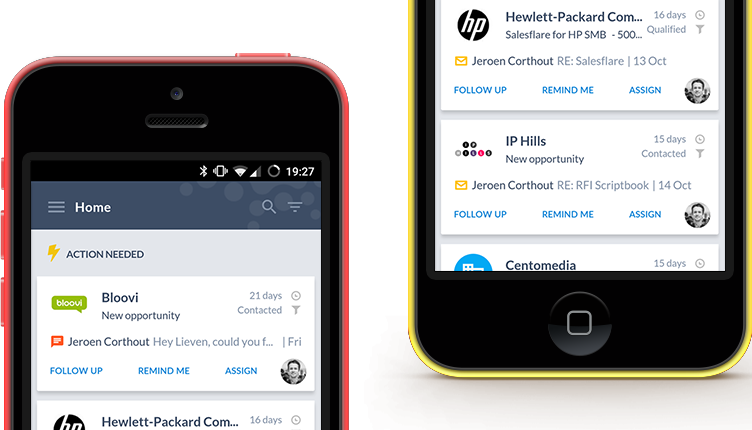 19:27
Home
ACTION NEEDED
bloovi
Bloovi
21 days
New opportunity
Contacted
Jeroen Corthout Hey Lieven, could you f... | Fri
FOLLOW UP REMIND ME ASSIGN
hp
Hewlett-Packard Com...
16 days
hp
Hewlett-Packard Com...
16 days
Salesflare for HP SMB - 500...
Qualified
Jeroen Corthout RE: Salesflare | 13 Oct
FOLLOW UP REMIND ME ASSIGN
IP
HILLS
IP Hills
15 days
New opportunity
Contacted
Jeroen Corthout RE: RFI Scriptbook | 14 Oct
FOLLOW UP REMIND ME ASSIGN
Centomedia
15 days